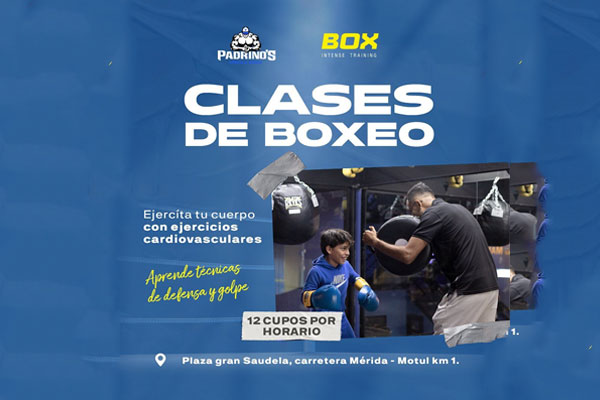 PADRINO'S
BOX
INTENSE TRAINING
CLASES
DE BOXEO
Ejercita tu cuerpo
con ejercicios
cardiovasculares
Aprende técnicas
de defensa y golpe
12 CUPOS POR
HORARIO
1.
Plaza gran Saudela, carretera Mérida - Motul km 1.